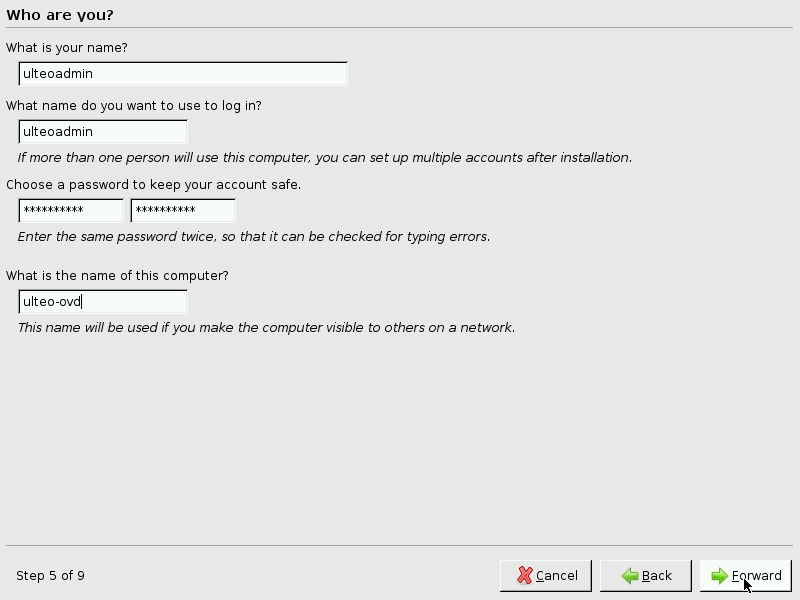 Who are you?
What is your name?
ulteoadmin
What name do you want to use to log in?
ulteoadmin
If more than one person will use this computer, you can set up multiple accounts after installation.
Choose a password to keep your account safe.
********** **********
Enter the same password twice, so that it can be checked for typing errors.
What is the name of this computer?
ulteo-ovd
This name will be used if you make the computer visible to others on a network.
Step 5 of 9 Cancel Back Forward